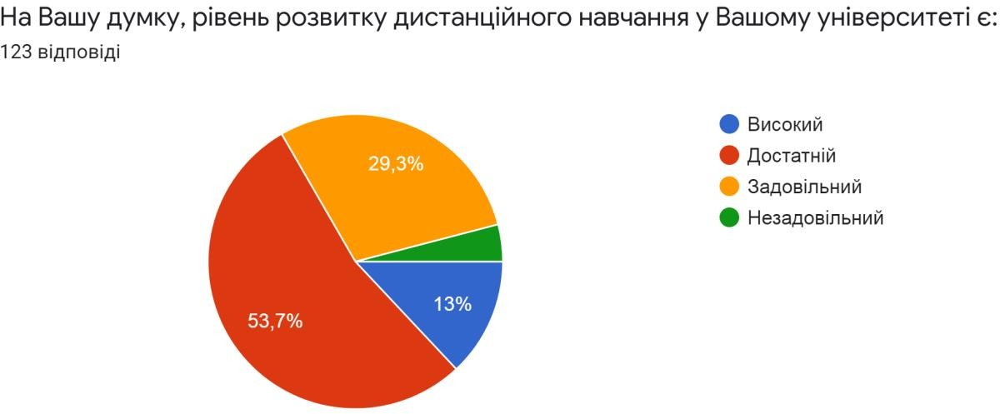 На Вашу думку, рівень розвитку дистанційного навчання у Вашому університеті є:
123 відповіді
Високий
Достатній
Задовільний
Незадовільний
29,3%
13%
53,7%